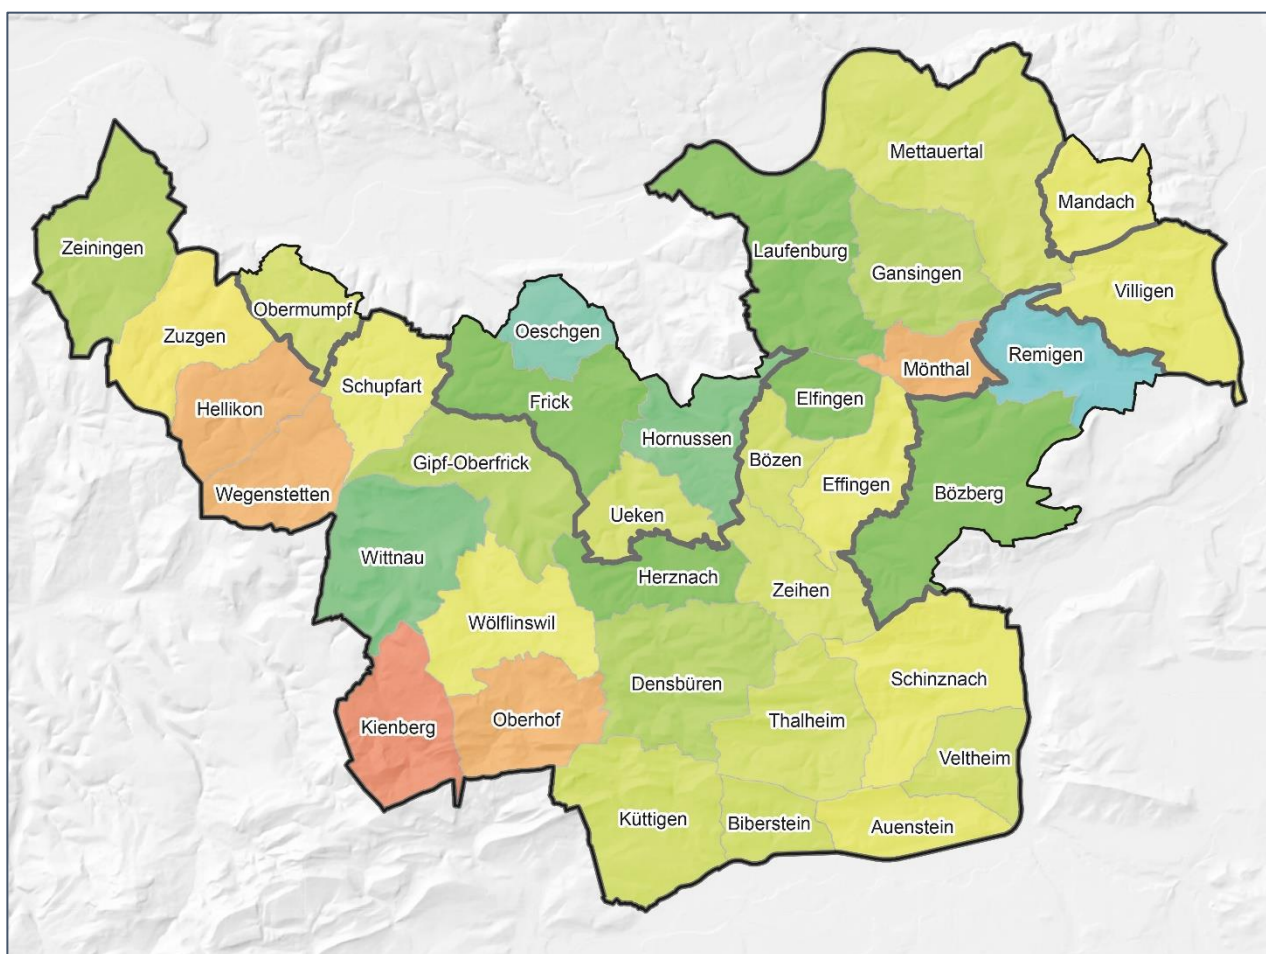 Mettauertal
Mandach
Zeiningen
Laufenburg
Gansingen
Villigen
Obermumpf
Zuzgen
Oeschgen
Remigen
Mönthal
Schupfart
Elfingen
Frick
Hellikon
Hornussen
Bözen
Gipf-Oberfrick
Effingen
Wegenstetten
Bözberg
Ueken
Wittnau
Herznach
Zeihen
Wölflinswil
Schinznach
Densbüren
Oberhof
Thalheim
Kienberg
Veltheim
Küttigen
Biberstein
Auenstein